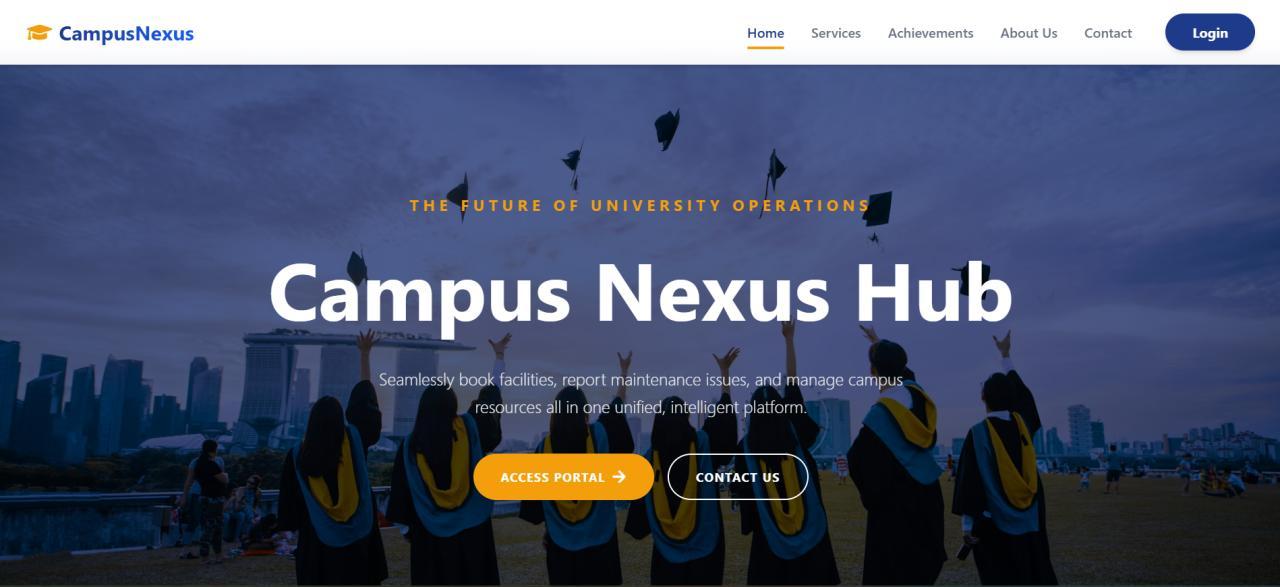 CampusNexus
Home
Services
Achievements
About Us
Contact
Login
THE FUTURE OF UNIVERSITY OPERATIONS
Campus Nexus Hub
Seamlessly book facilities, report maintenance issues, and manage campus
resources all in one unified, intelligent platform.
ACCESS PORTAL →
CONTACT US